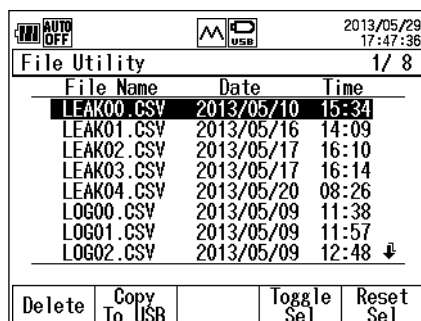 AUTO OFF USB 2013/05/29
17:47:36
File Utility 1/ 8
File Name Date Time
LEAK00.CSV 2013/05/10 15:34
LEAK01.CSV 2013/05/16 14:09
LEAK02.CSV 2013/05/17 16:10
LEAK03.CSV 2013/05/17 16:14
LEAK04.CSV 2013/05/20 08:26
LOG00.CSV 2013/05/09 11:38
LOG01.CSV 2013/05/09 11:57
LOG02.CSV 2013/05/09 12:48
Delete Copy To USB Toggle Sel Reset Sel